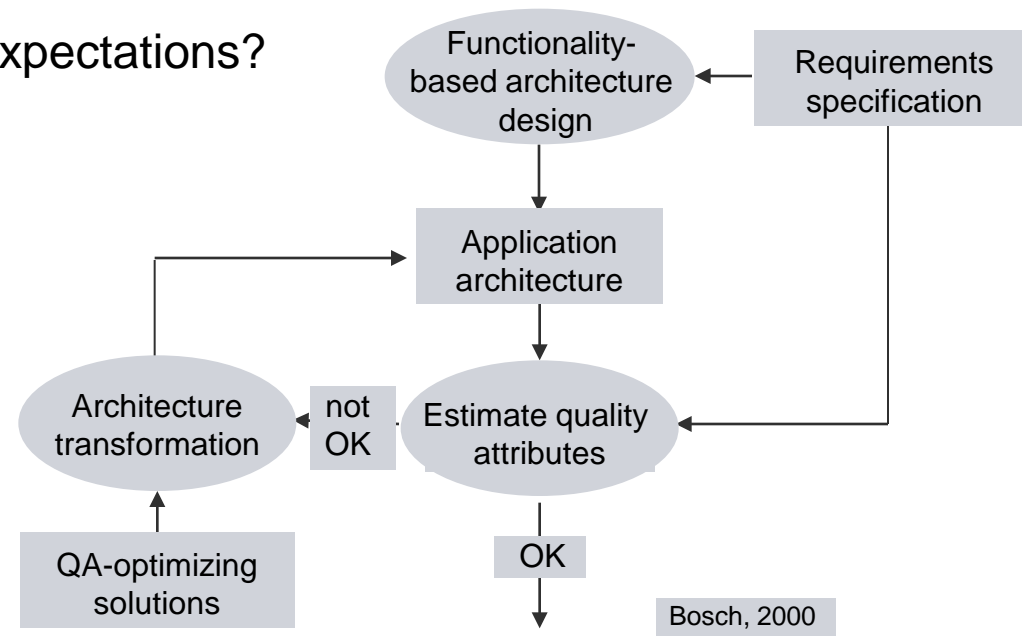 xpectations?
Functionality-
based architecture
design
Requirements
specification
Application
architecture
Architecture
transformation
not
OK
Estimate quality
attributes
QA-optimizing
solutions
OK
Bosch, 2000